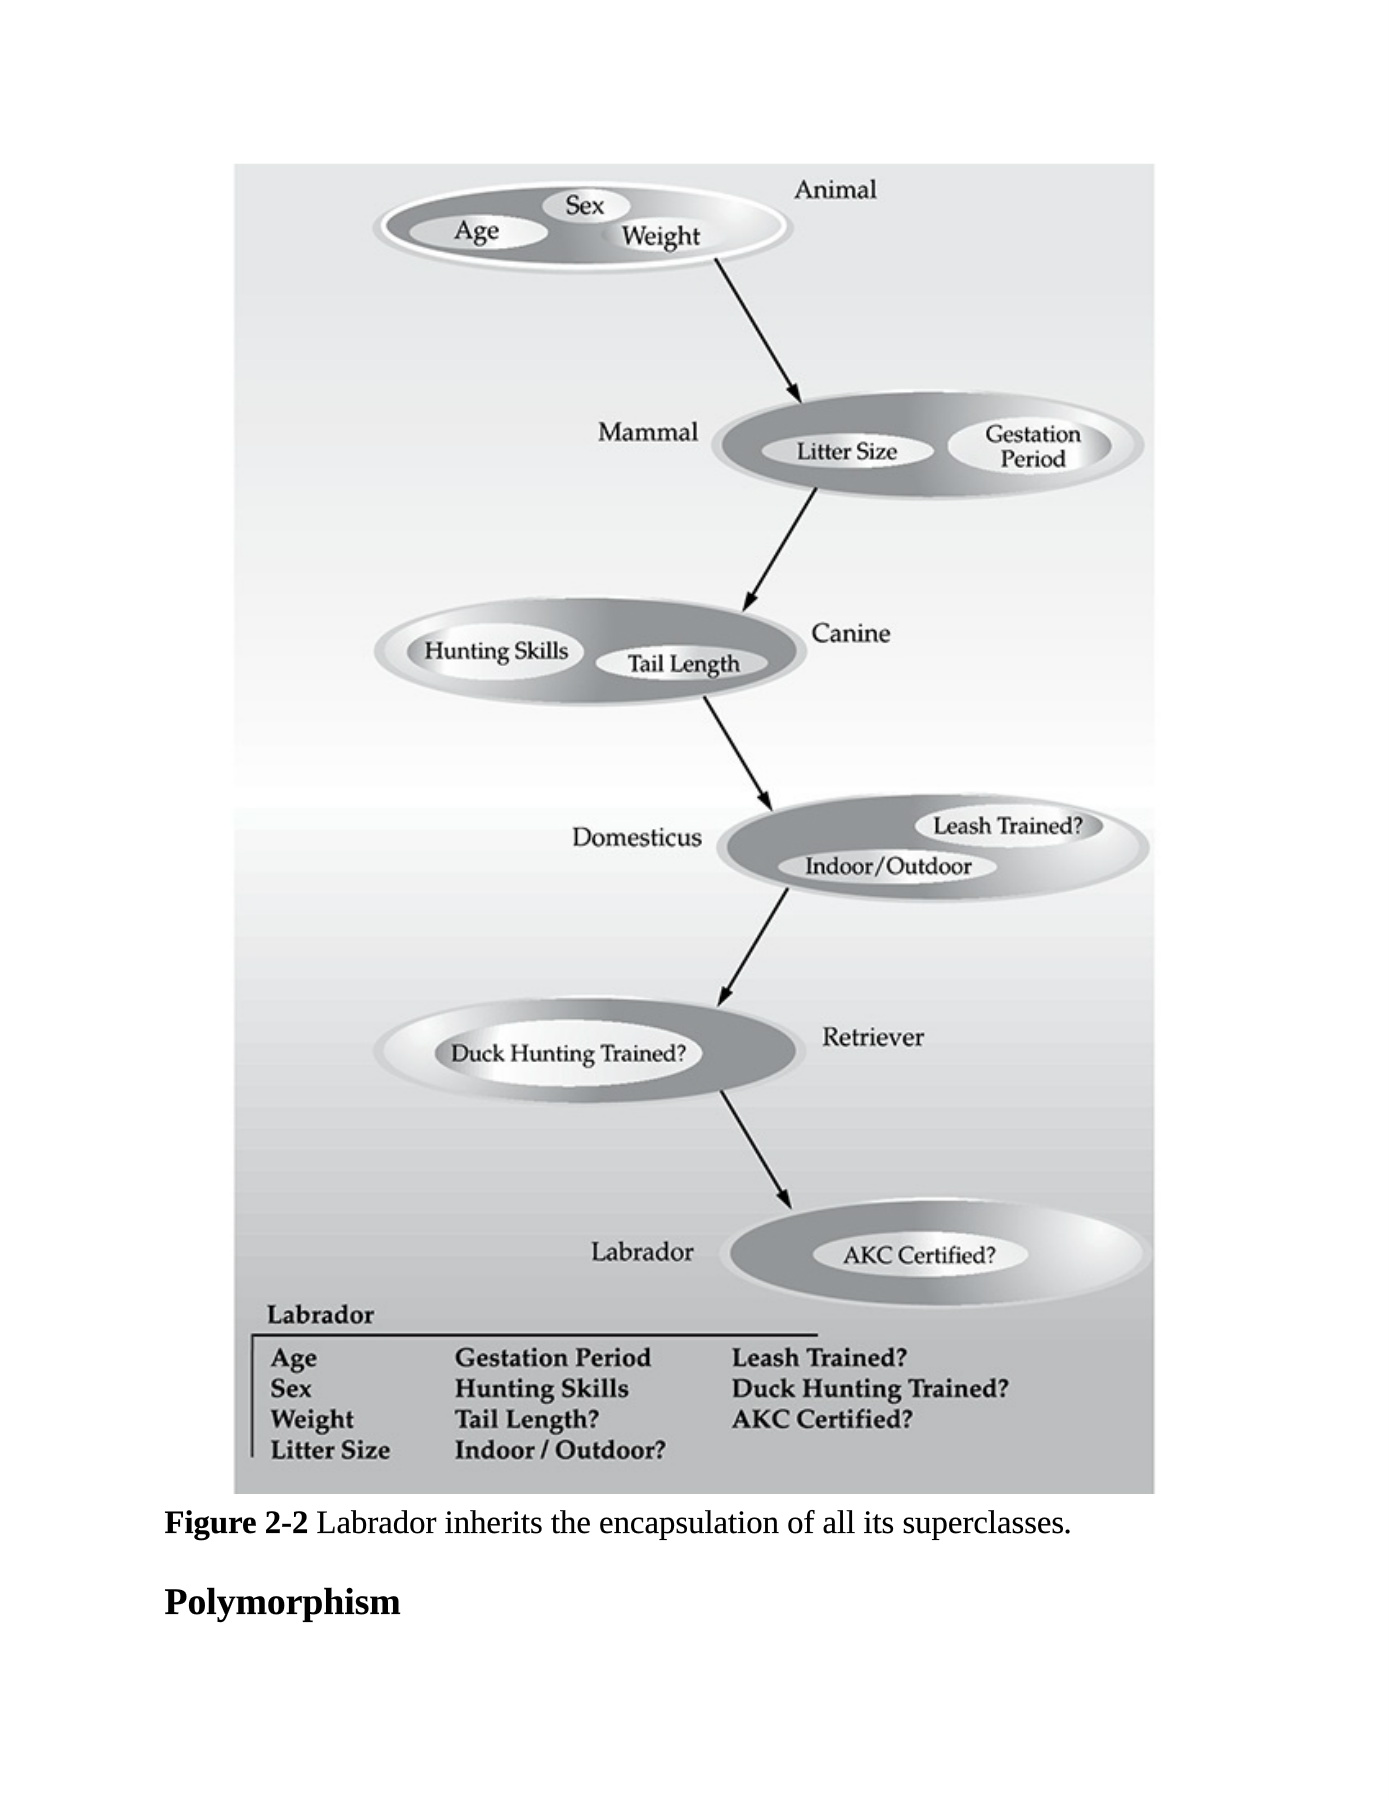 Animal
Sex
Age
Weight
Mammal
Litter Size
Gestation
Period
Canine
Hunting Skills
Tail Length
Domesticus
Leash Trained?
Indoor/Outdoor
Retriever
Duck Hunting Trained?
Labrador
AKC Certified?
Labrador
Age Gestation Period Leash Trained?
Sex Hunting Skills Duck Hunting Trained?
Weight Tail Length? AKC Certified?
Litter Size Indoor / Outdoor?
Figure 2-2 Labrador inherits the encapsulation of all its superclasses.
Polymorphism